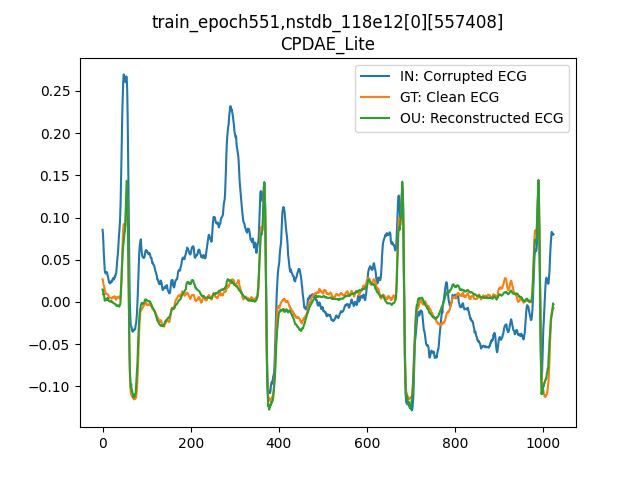 train_epoch551,nstdb_118e12[0][557408]
CPDAE_Lite
IN: Corrupted ECG
GT: Clean ECG
OU: Reconstructed ECG
0.25
0.20
0.15
0.10
0.05
0.00
−0.05
−0.10
0 200 400 600 800 1000